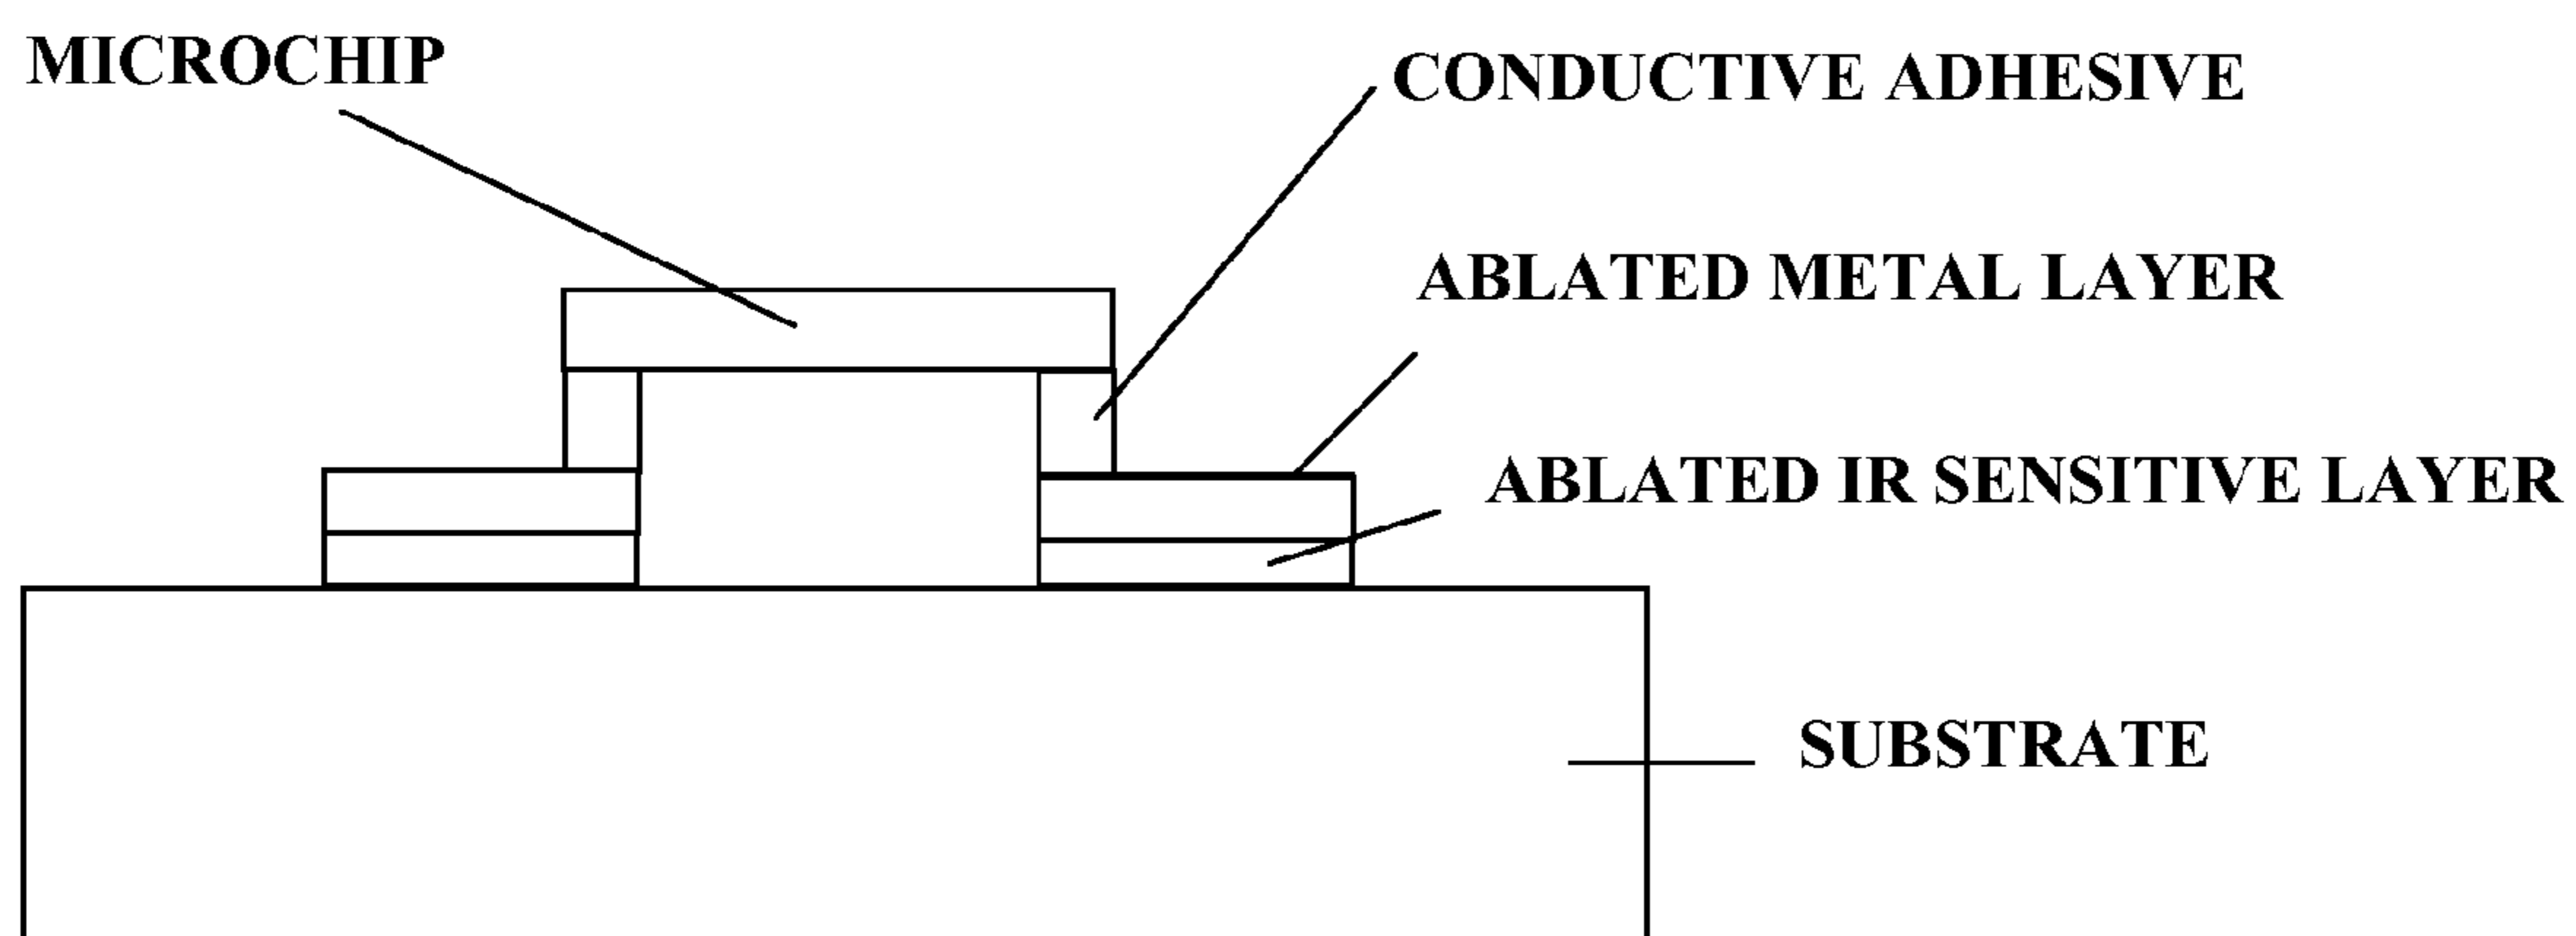 MICROCHIP
CONDUCTIVE ADHESIVE
ABLATED METAL LAYER
ABLATED IR SENSITIVE LAYER
SUBSTRATE